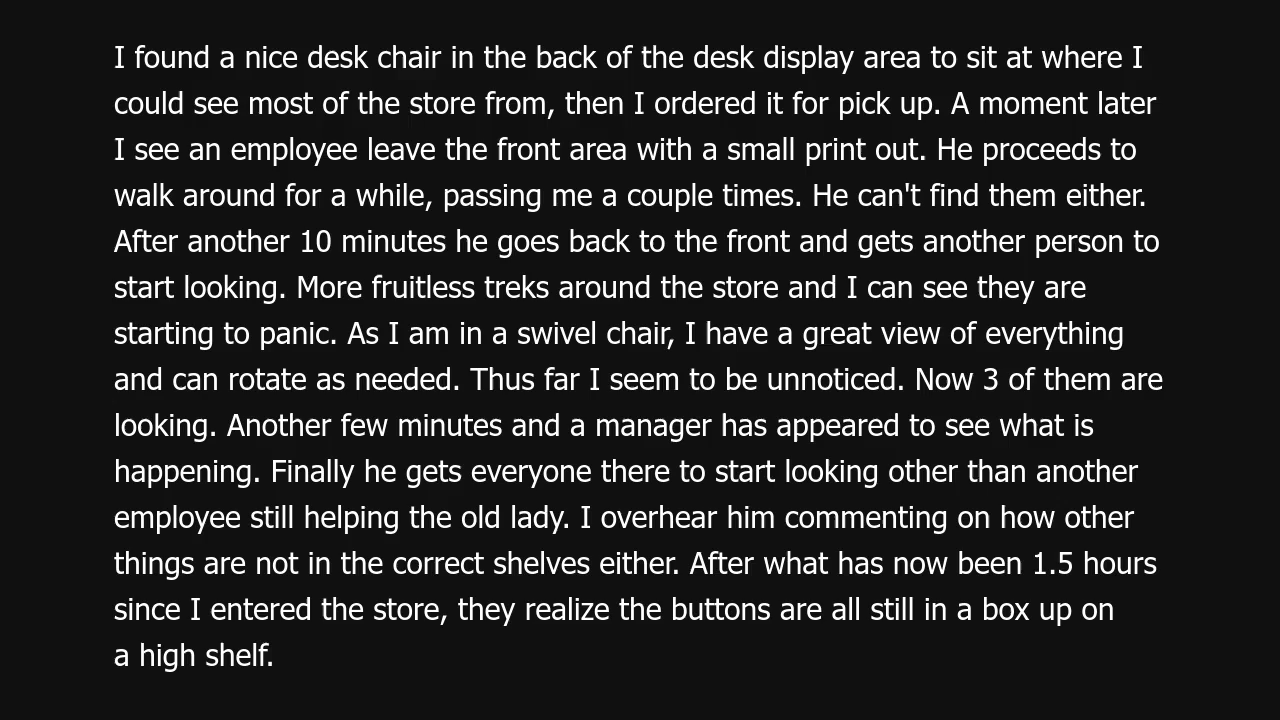 I found a nice desk chair in the back of the desk display area to sit at where I
could see most of the store from, then I ordered it for pick up. A moment later
I see an employee leave the front area with a small print out. He proceeds to
walk around for a while, passing me a couple times. He can't find them either.
After another 10 minutes he goes back to the front and gets another person to
start looking. More fruitless treks around the store and I can see they are
starting to panic. As I am in a swivel chair, I have a great view of everything
and can rotate as needed. Thus far I seem to be unnoticed. Now 3 of them are
looking. Another few minutes and a manager has appeared to see what is
happening. Finally he gets everyone there to start looking other than another
employee still helping the old lady. I overhear him commenting on how other
things are not in the correct shelves either. After what has now been 1.5 hours
since I entered the store, they realize the buttons are all still in a box up on
a high shelf.